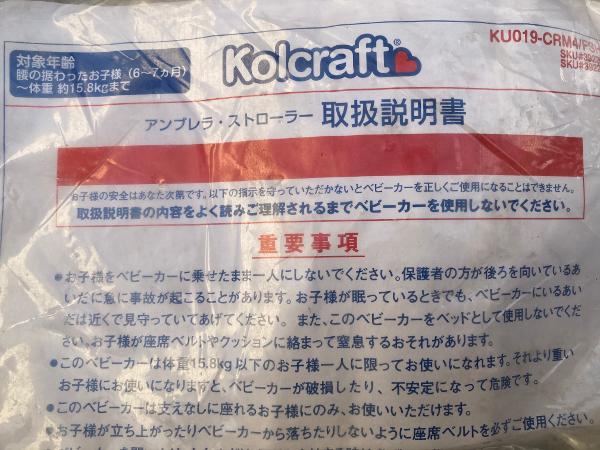 対象年齢
腰の据わったお子様（6〜7ヵ月）
〜体重 約15.8kgまで
Kolcraft®
KU019-CRM4/
SKU#
SKU#
アンブレラ・ストローラー 取扱説明書
お子様の安全はあなた次第です。以下の指示を守っていただかないとベビーカーを正しくご使用になることはできません。
取扱説明書の内容をよく読みご理解されるまでベビーカーを使用しないでください。
重要事項
●お子様をベビーカーに乗せたまま一人にしないでください。保護者の方が後ろを向いているあ
いだに急に事故が起こることがあります。お子様が眠っているときでも、ベビーカーにいるあい
だは近くで見守っていてあげてください。また、このベビーカーをベッドとして使用しないでくだ
さい、お子様が座席ベルトやクッションに絡まって窒息するおそれがあります。
●このベビーカーは体重15.8kg以下のお子様一人に限ってお使いになれます。それより重い
お子様にお使いになりますと、ベビーカーが破損したり、不安定になって危険です。
●このベビーカーは支えなしに座れるお子様にのみ、お使いいただけます。
●お子様が立ち上がったりベビーカーから落ちたりしないように座席ベルトを必ずご使用ください。